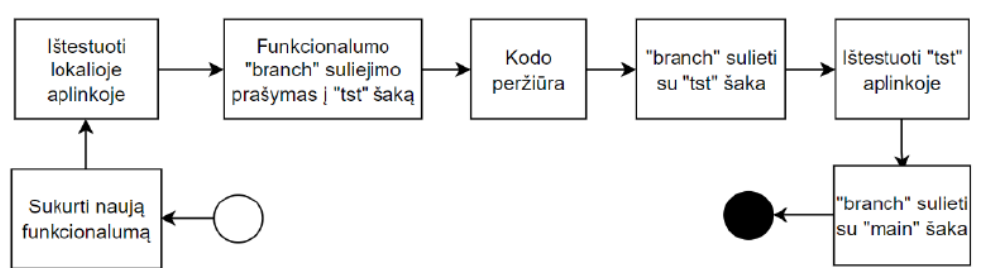 Ištestuoti
lokalioje
aplinkoje
Funkcionalumo
"branch" suliejimo
prašymas į "tst" šaką
Kodo
peržiūra
"branch" sulieti
su "tst" šaka
Ištestuoti "tst"
aplinkoje
Sukurti naują
funkcionalumą
"branch" sulieti
su "main" šaka